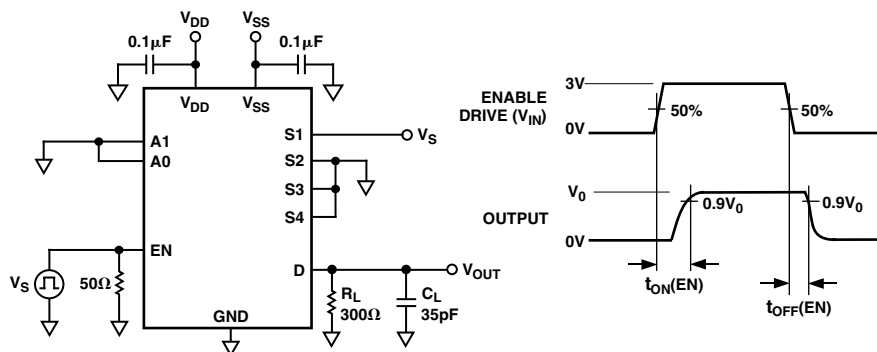 VDD
VSS
0.1μF
0.1μF
VDD
VSS
A1
A0
S1
VS
S2
S3
S4
EN
VS
50Ω
D
VOUT
RL
300Ω
CL
35pF
GND
3V
ENABLE
DRIVE (VIN)
50%
50%
0V
V0
0.9V0
0.9V0
OUTPUT
0V
tON(EN)
tOFF(EN)